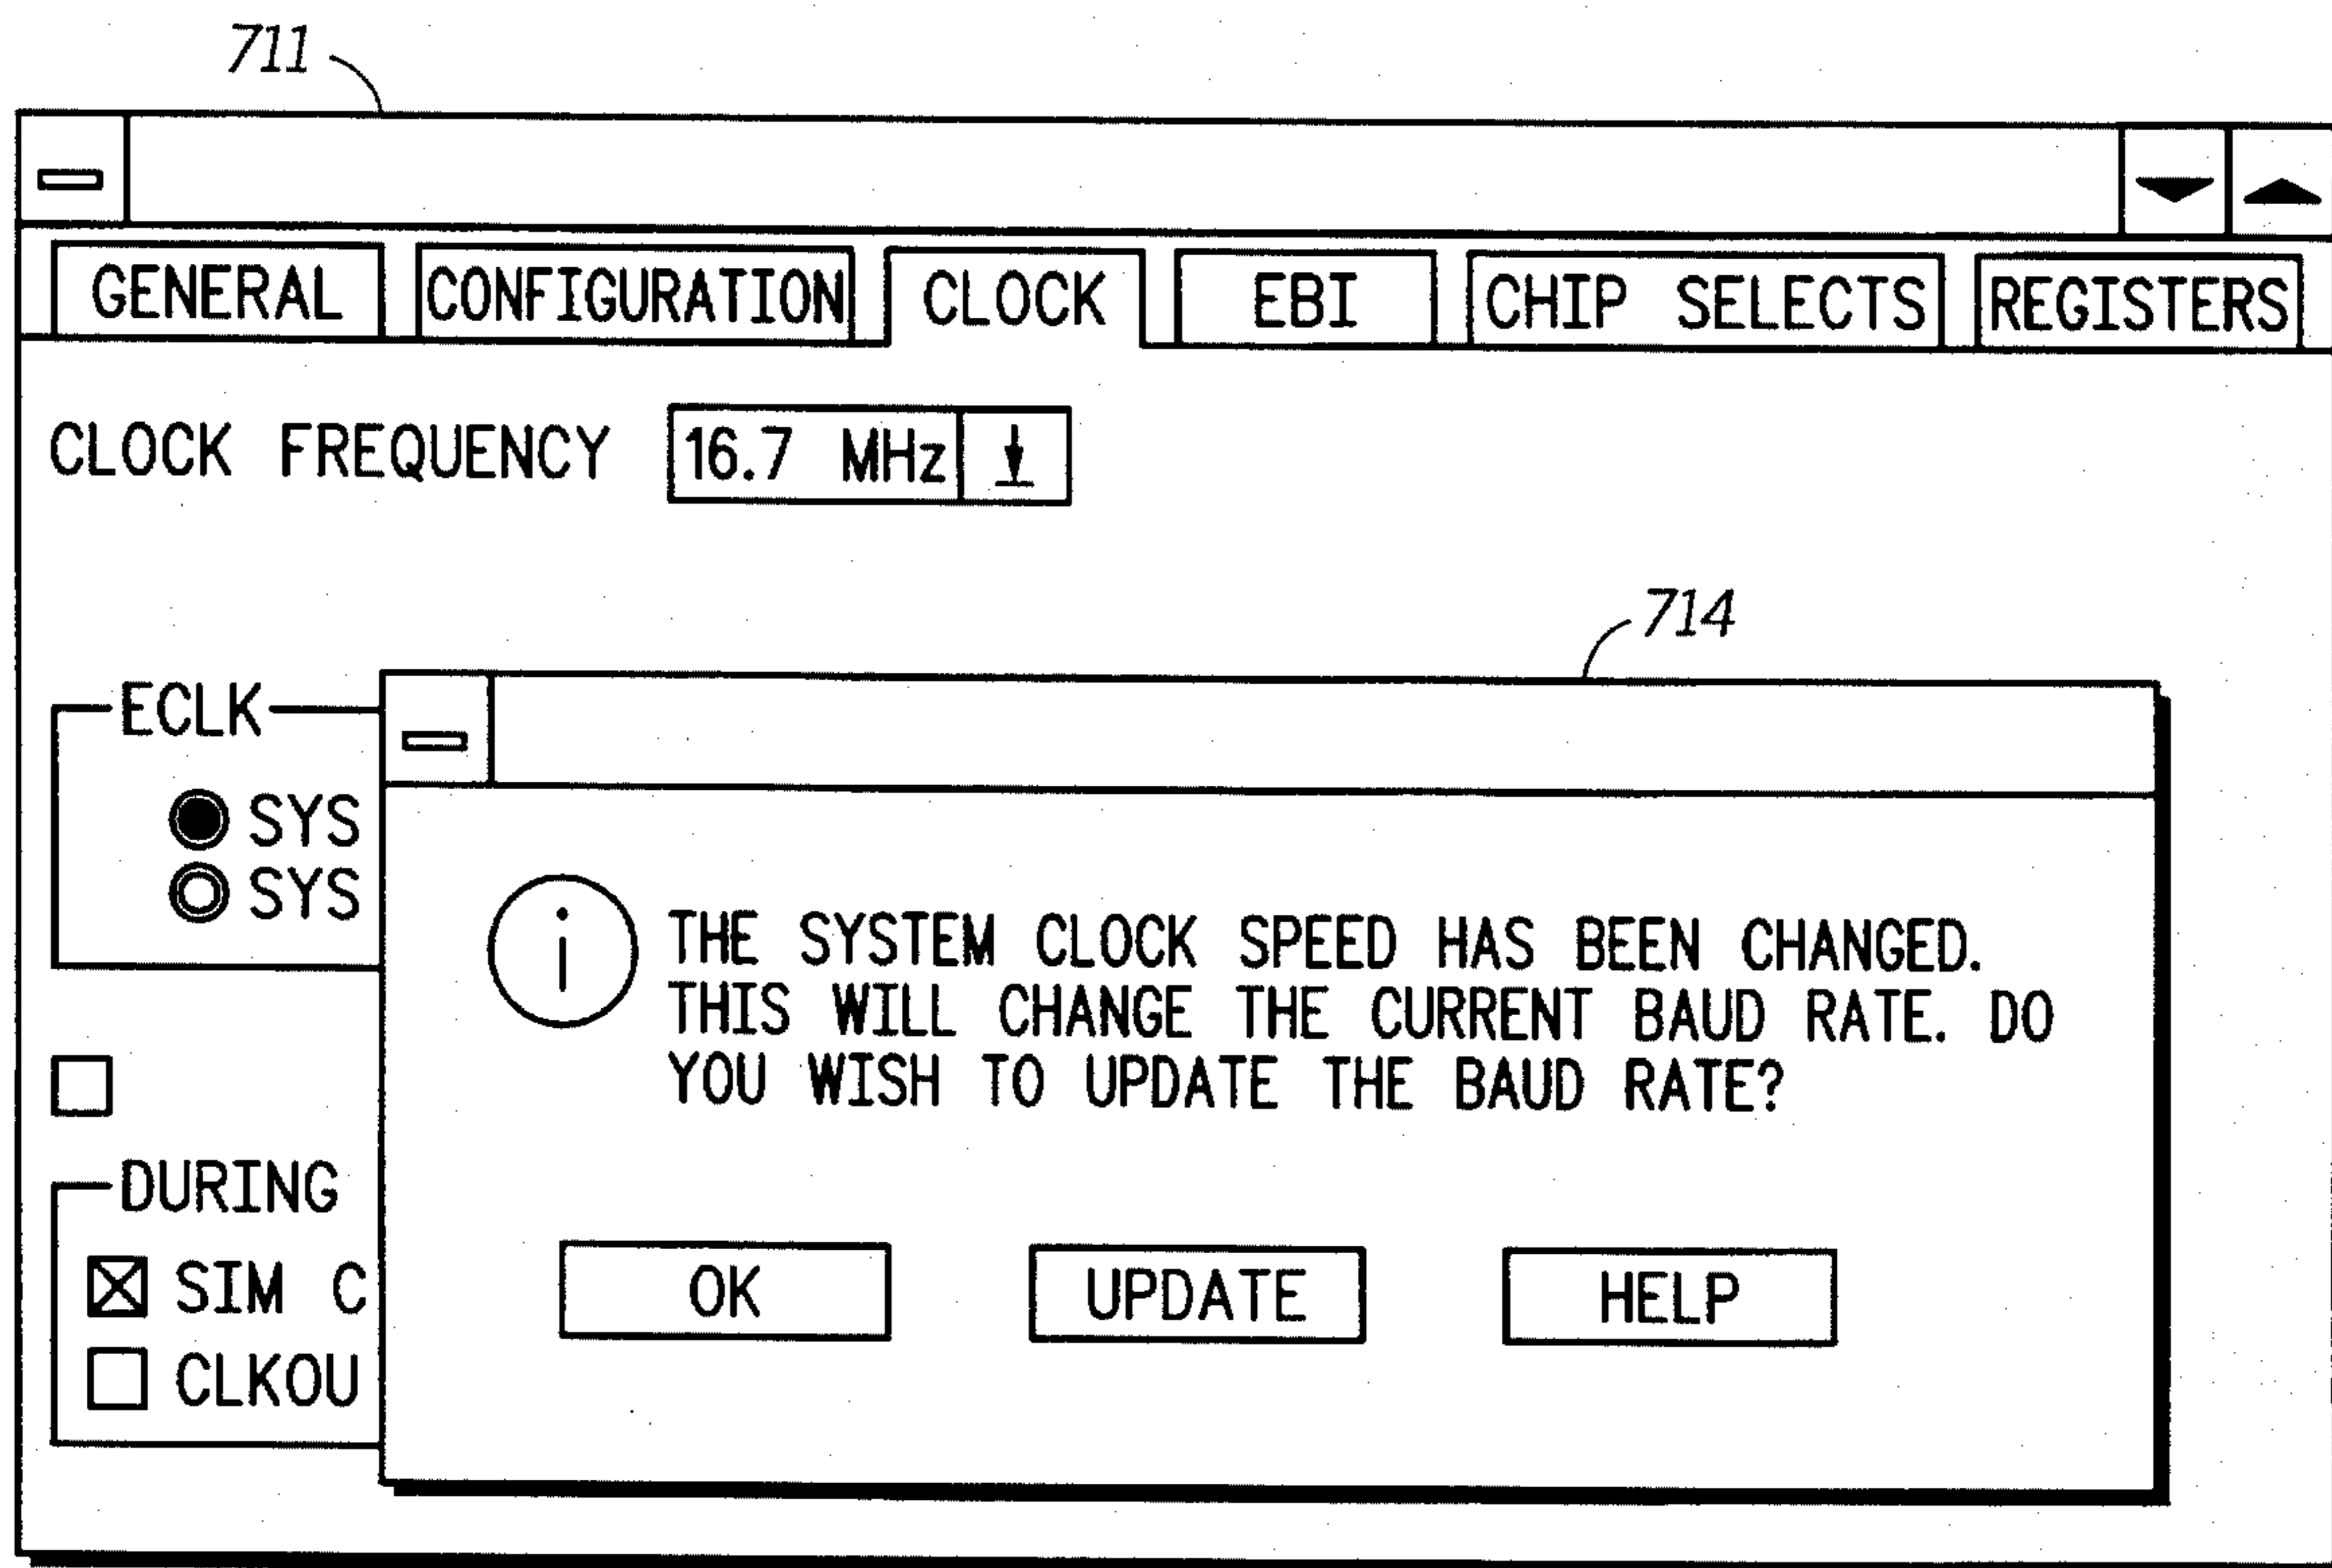 711
GENERAL CONFIGURATION CLOCK EBI CHIP SELECTS REGISTERS
CLOCK FREQUENCY 16.7 MHz
714
ECLK
SYS
SYS
THE SYSTEM CLOCK SPEED HAS BEEN CHANGED.
THIS WILL CHANGE THE CURRENT BAUD RATE. DO
YOU WISH TO UPDATE THE BAUD RATE?
DURING
SIM C
CLKOU
OK UPDATE HELP